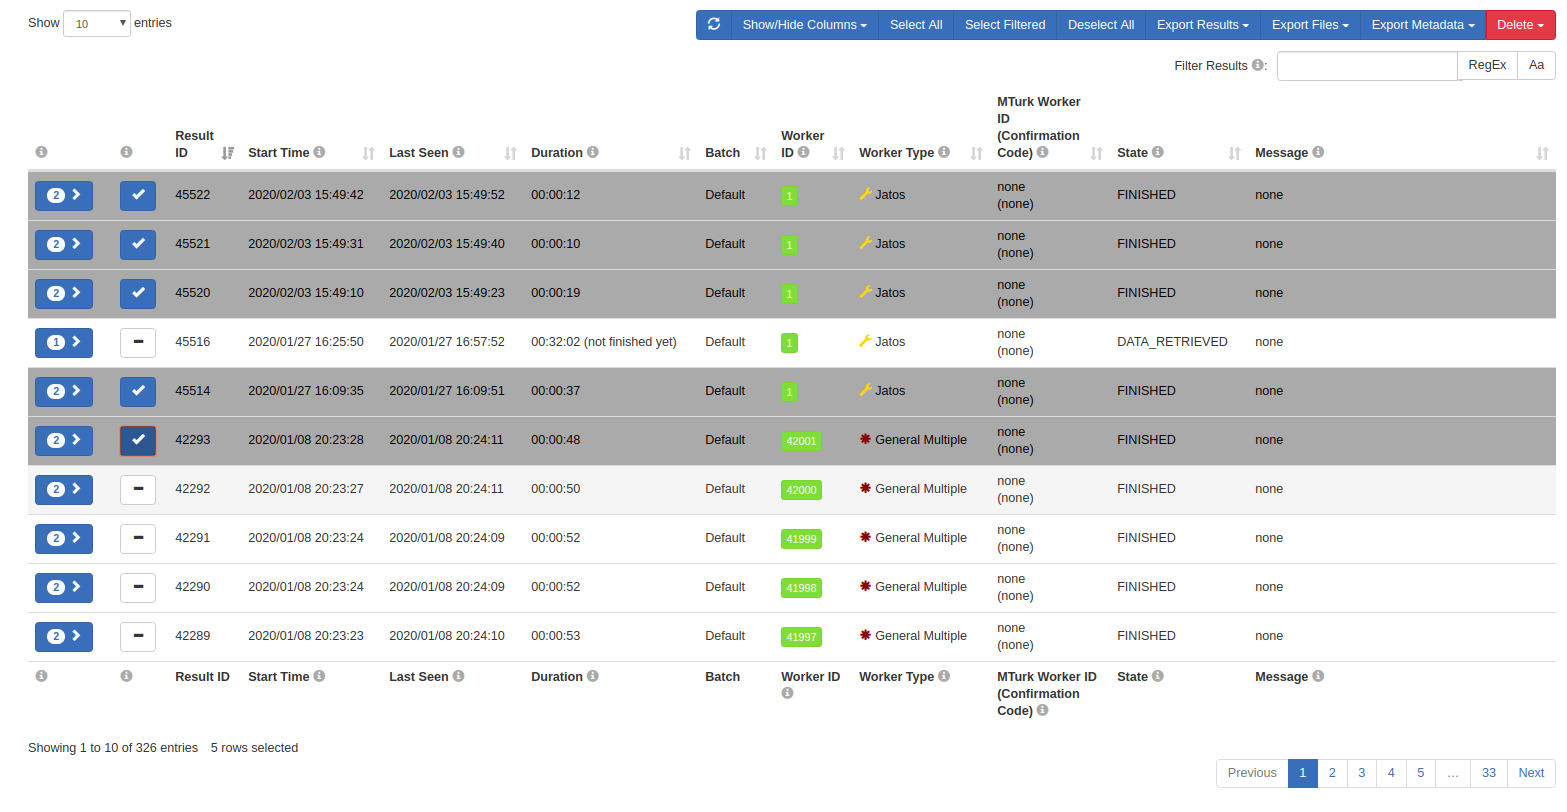 Show 10 entries
Show/Hide Columns Select All Select Filtered Deselect All Export Results Export Files Export Metadata Delete
Filter Results : RegEx Aa
Result ID Start Time Last Seen Duration Batch Worker ID Worker Type MTurk Worker ID (Confirmation Code) State Message
2 45522 2020/02/03 15:49:42 2020/02/03 15:49:52 00:00:12 Default 1 Jatos none (none) FINISHED none
2 45521 2020/02/03 15:49:31 2020/02/03 15:49:40 00:00:10 Default 1 Jatos none (none) FINISHED none
2 45520 2020/02/03 15:49:10 2020/02/03 15:49:23 00:00:19 Default 1 Jatos none (none) FINISHED none
1 45516 2020/01/27 16:25:50 2020/01/27 16:57:52 00:32:02 (not finished yet) Default 1 Jatos none (none) DATA_RETRIEVED none
2 45514 2020/01/27 16:09:35 2020/01/27 16:09:51 00:00:37 Default 1 Jatos none (none) FINISHED none
2 42293 2020/01/08 20:23:28 2020/01/08 20:24:11 00:00:48 Default 42001 General Multiple none (none) FINISHED none
2 42292 2020/01/08 20:23:27 2020/01/08 20:24:11 00:00:50 Default 42000 General Multiple none (none) FINISHED none
2 42291 2020/01/08 20:23:24 2020/01/08 20:24:09 00:00:52 Default 41999 General Multiple none (none) FINISHED none
2 42290 2020/01/08 20:23:24 2020/01/08 20:24:09 00:00:52 Default 41998 General Multiple none (none) FINISHED none
2 42289 2020/01/08 20:23:23 2020/01/08 20:24:10 00:00:53 Default 41997 General Multiple none (none) FINISHED none
Result ID Start Time Last Seen Duration Batch Worker ID Worker Type MTurk Worker ID (Confirmation Code) State Message
Showing 1 to 10 of 326 entries 5 rows selected
Previous 1 2 3 4 5 … 33 Next